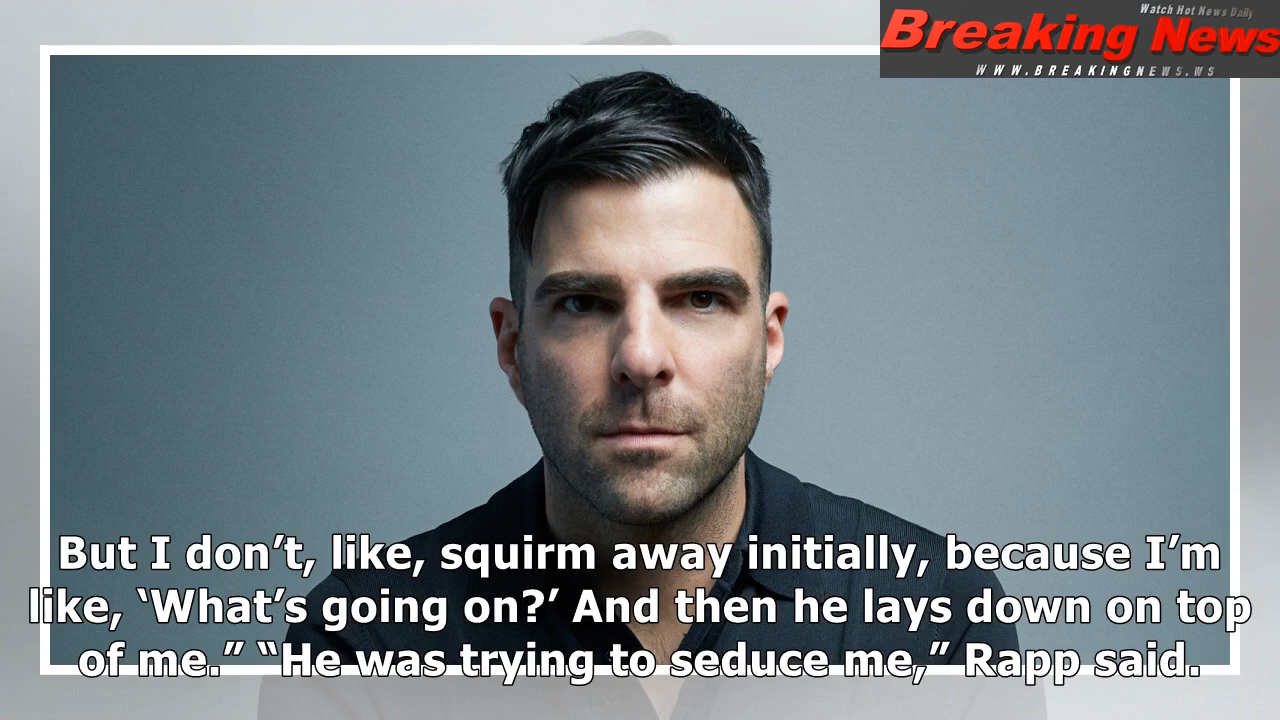 Watch Hot News Daily
Breaking News
WWW.BREAKINGNEWS.WS
But I don’t, like, squirm away initially, because I’m
like, ‘What’s going on?’ And then he lays down on top
of me.” “He was trying to seduce me,” Rapp said.